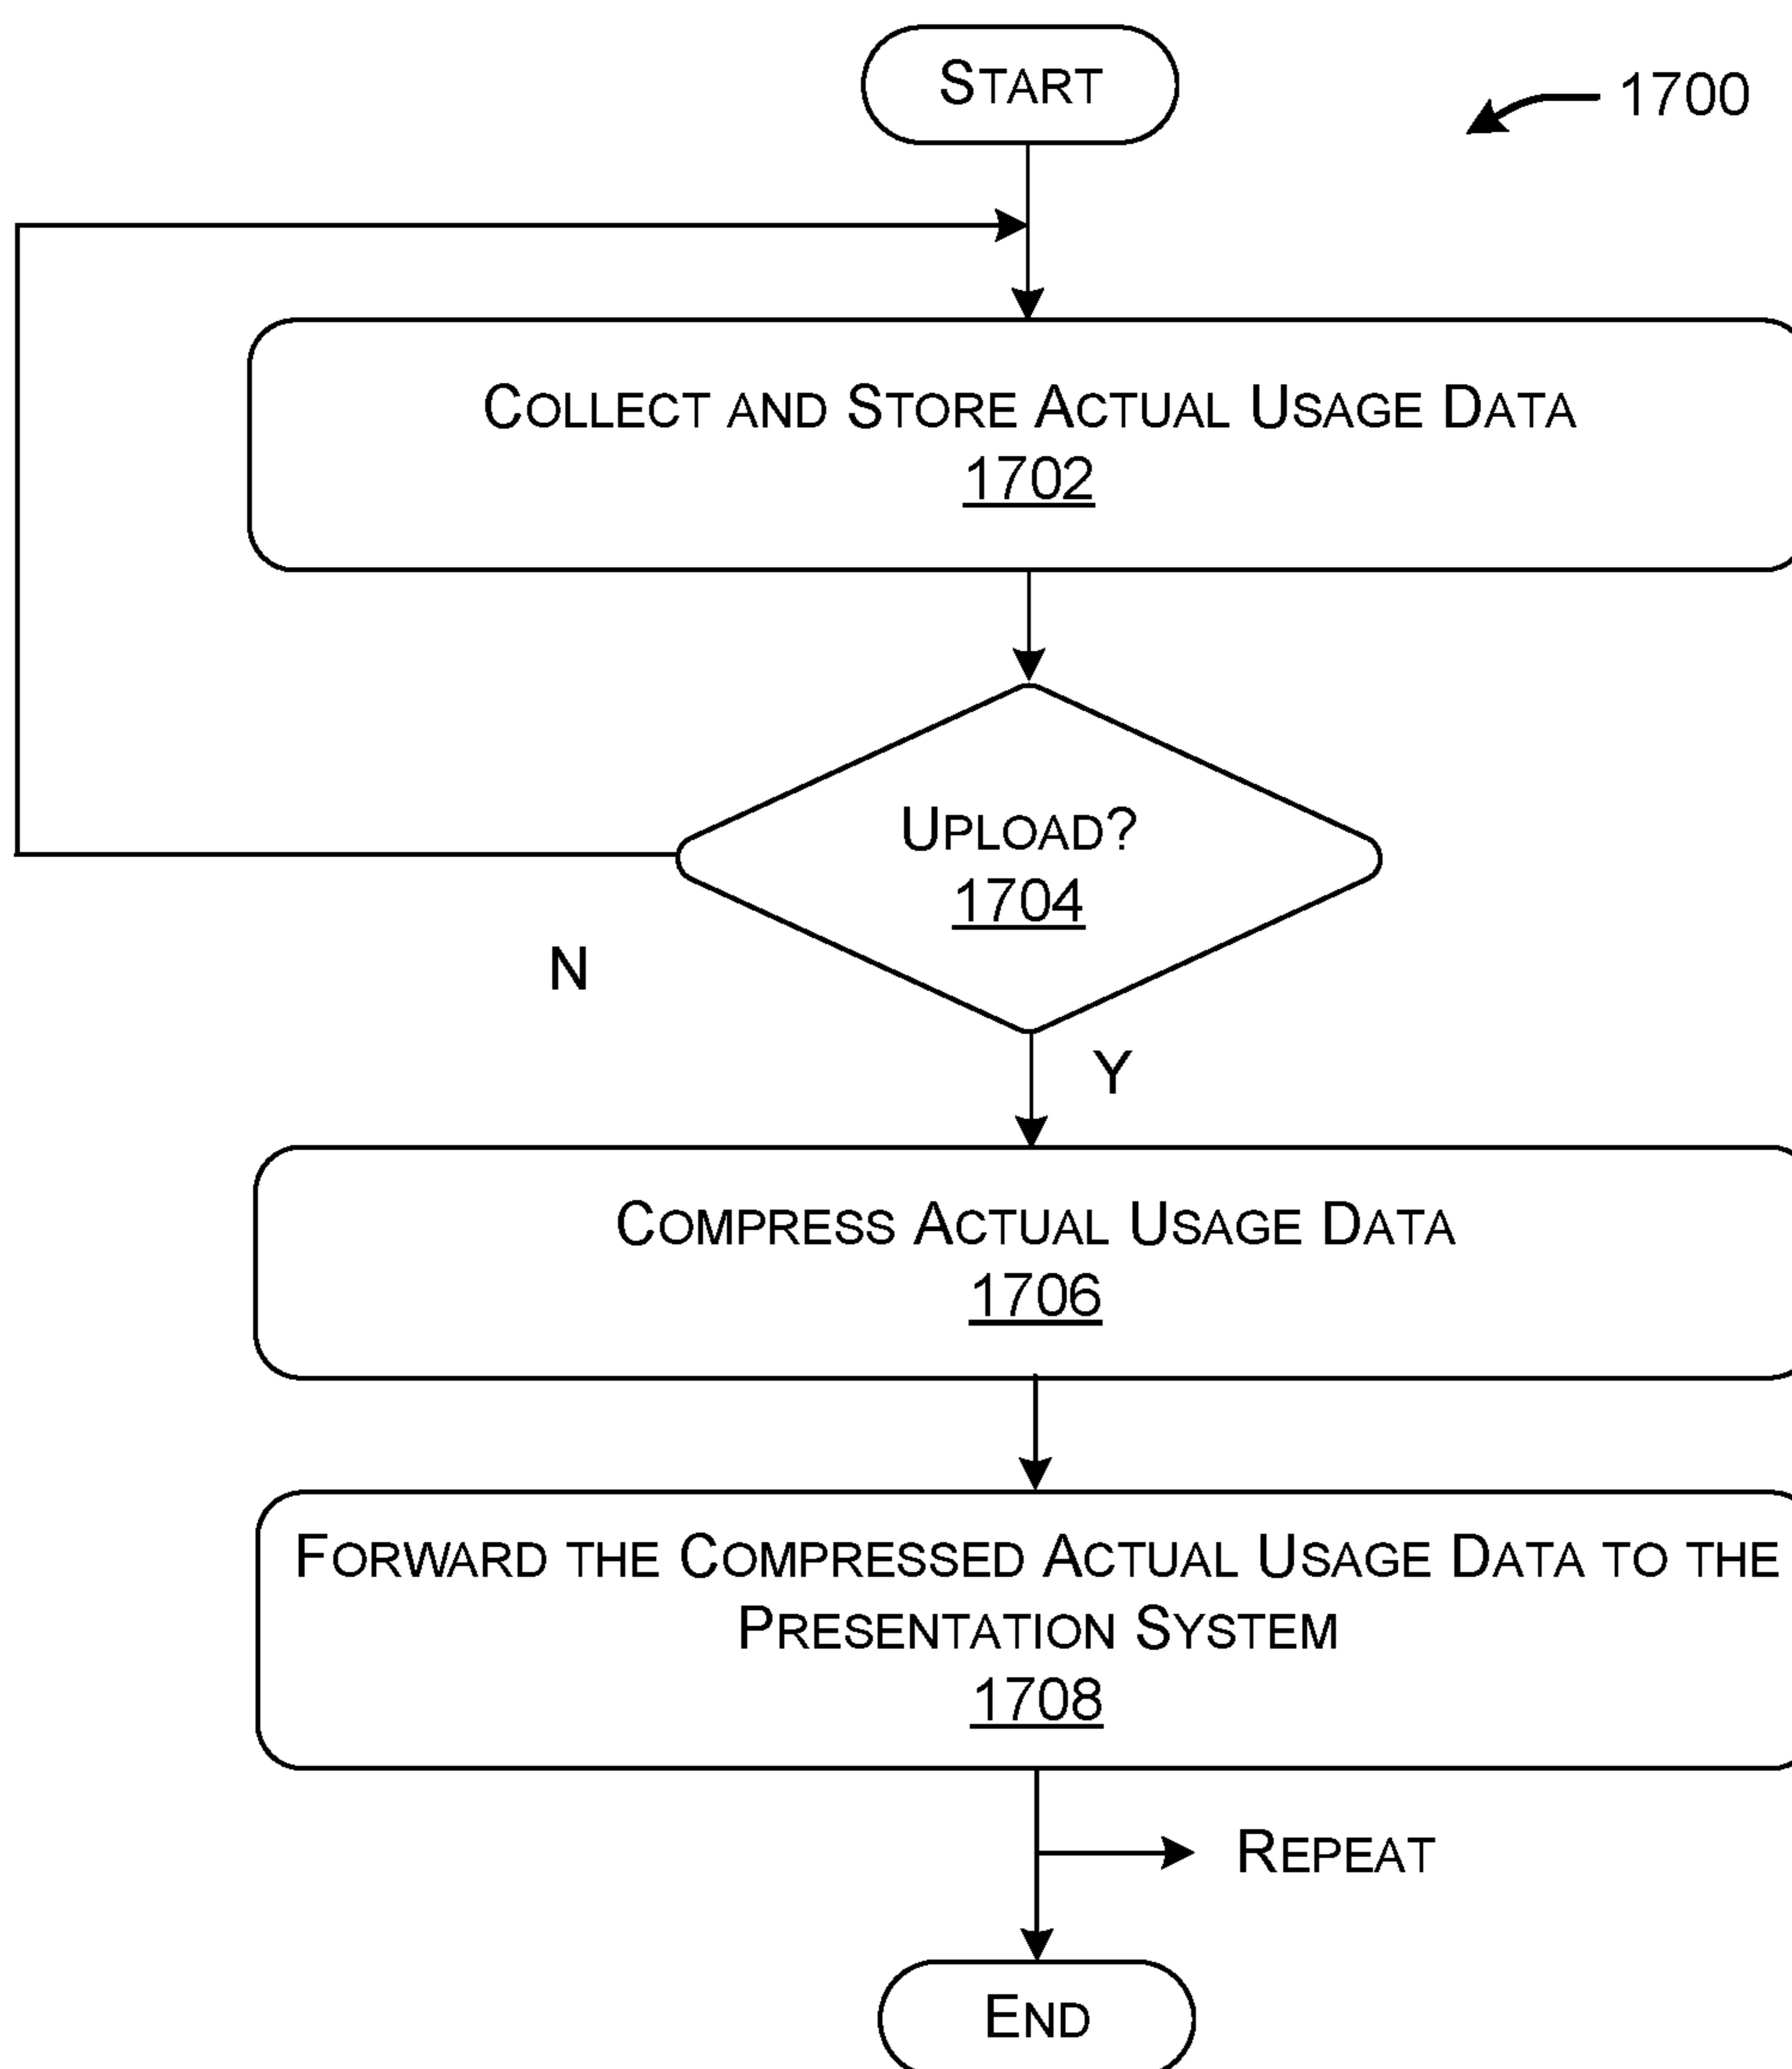 START
1700
COLLECT AND STORE ACTUAL USAGE DATA
1702
UPLOAD?
1704
N
Y
COMPRESS ACTUAL USAGE DATA
1706
FORWARD THE COMPRESSED ACTUAL USAGE DATA TO THE
PRESENTATION SYSTEM
1708
REPEAT
END